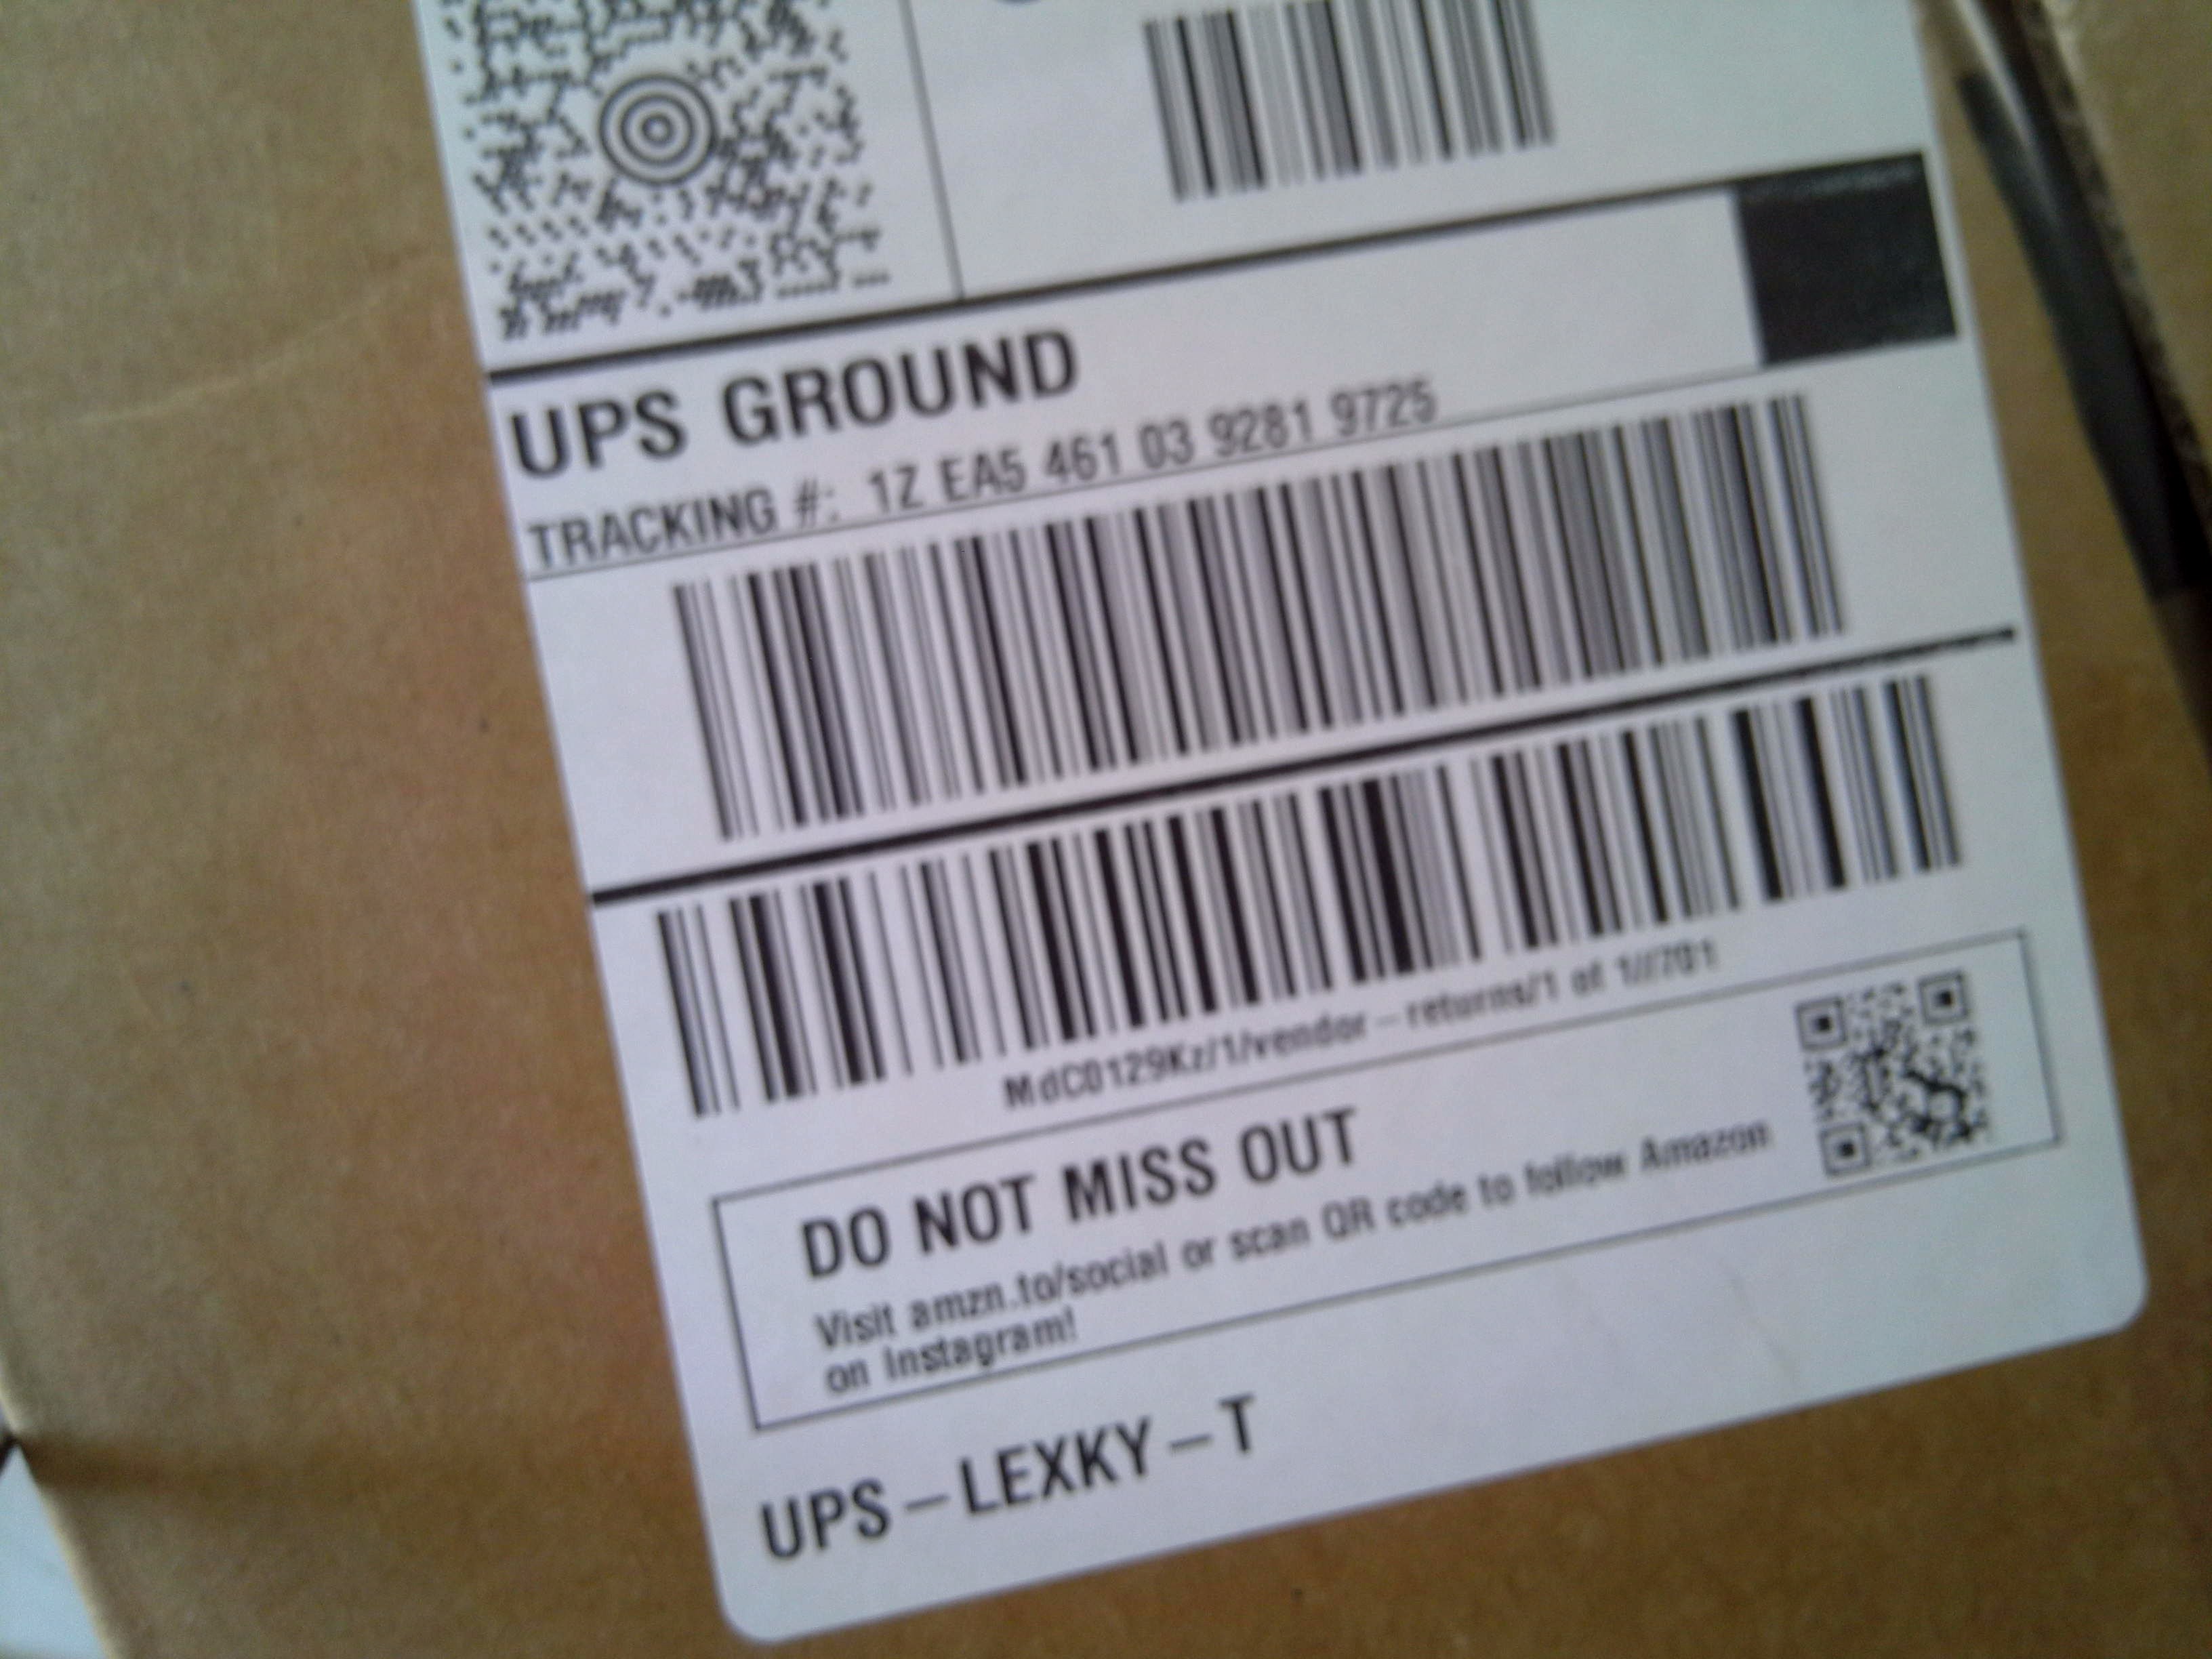 UPS GROUND
TRACKING #: 1Z EA5 461 03 9281 9725
MdC0129Kz/1/vendor-returns/1 of 1///701
DO NOT MISS OUT
Visit amzn.to/social or scan QR code to follow Amazon
on Instagram!
UPS-LEXKY-T